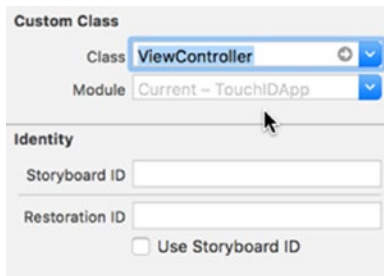 Custom Class
Class ViewController
Module Current – TouchIDApp
Identity
Storyboard ID
Restoration ID
Use Storyboard ID